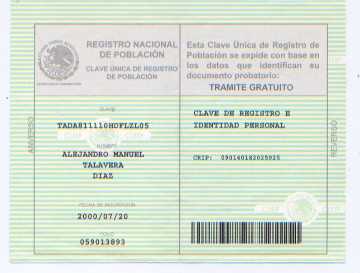 REGISTRO NACIONAL
DE POBLACIÓN
CLAVE ÚNICA DE REGISTRO
DE POBLACIÓN
ANVERSO
CLAVE
TADA811110HDFLZL05
NOMBRE
ALEJANDRO MANUEL
TALAVERA
DIAZ
FECHA DE INSCRIPCION
2000/07/20
FOLIO
059013893
Esta Clave Única de Registro de
Población se expide con base en
los datos que identifican su
documento probatorio:
TRAMITE GRATUITO
CLAVE DE REGISTRO E
IDENTIDAD PERSONAL
CRIP: 090160182025925
REVERSO